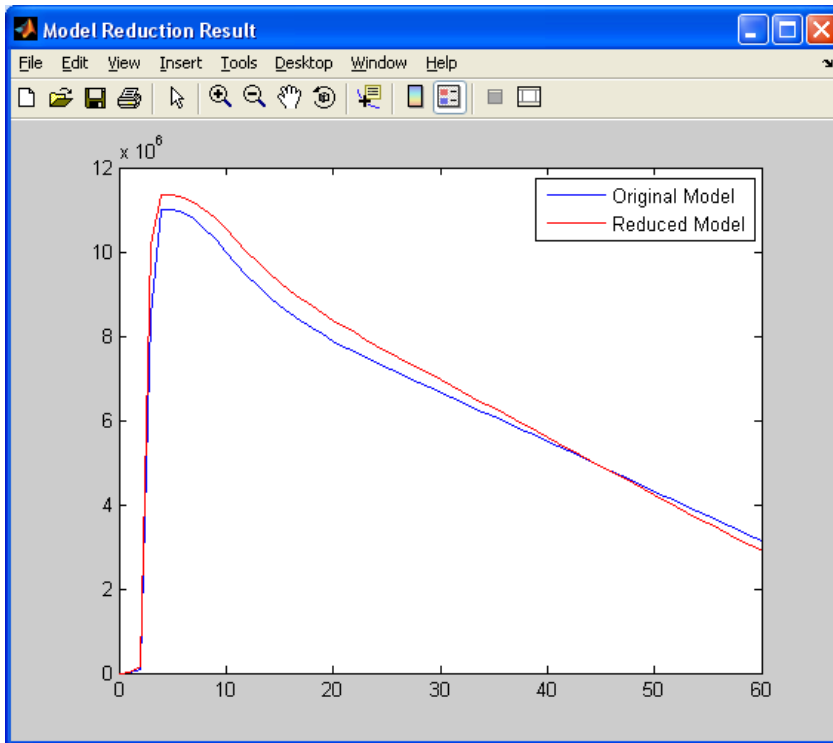 Model Reduction Result
File Edit View Insert Tools Desktop Window Help
x 10^6
12
10
8
6
4
2
0
Original Model
Reduced Model
0 10 20 30 40 50 60